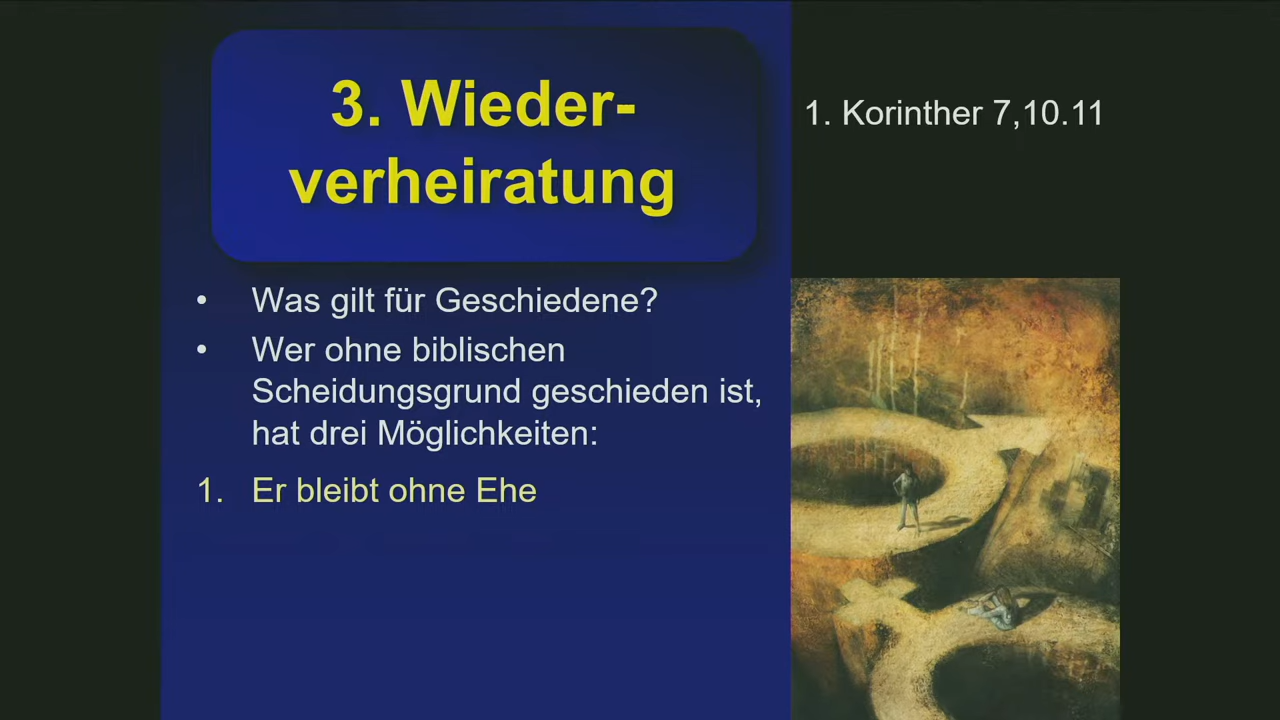 3. Wieder-
verheiratung
1. Korinther 7,10.11
• Was gilt für Geschiedene?
• Wer ohne biblischen
Scheidungsgrund geschieden ist,
hat drei Möglichkeiten:
1. Er bleibt ohne Ehe